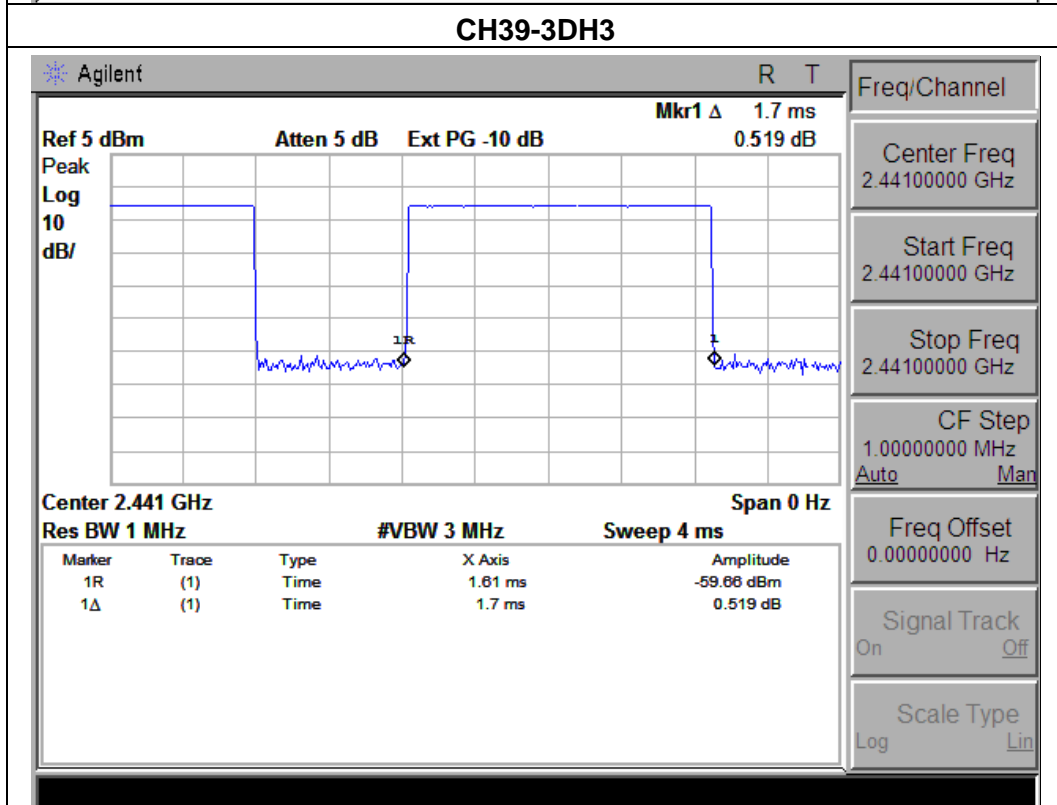 CH39-3DH3
Agilent R T
Mkr1 Δ 1.7 ms
Ref 5 dBm Atten 5 dB Ext PG -10 dB 0.519 dB
Peak
Log
10
dB/
1R
1
Center 2.441 GHz Span 0 Hz
Res BW 1 MHz #VBW 3 MHz Sweep 4 ms
Marker Trace Type X Axis Amplitude
1R (1) Time 1.61 ms -59.66 dBm
1Δ (1) Time 1.7 ms 0.519 dB
Freq/Channel
Center Freq
2.44100000 GHz
Start Freq
2.44100000 GHz
Stop Freq
2.44100000 GHz
CF Step
1.00000000 MHz
Auto Man
Freq Offset
0.00000000 Hz
Signal Track
On Off
Scale Type
Log Lin